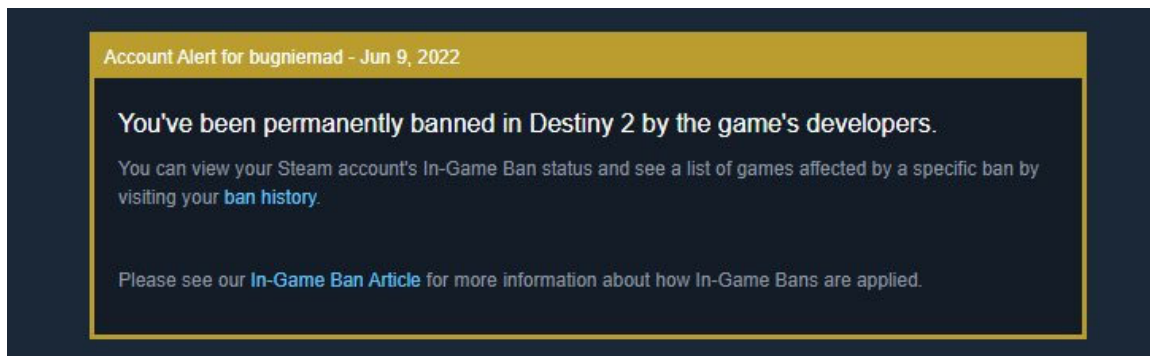 Account Alert for bugniemad - Jun 9, 2022
You've been permanently banned in Destiny 2 by the game's developers.
You can view your Steam account's In-Game Ban status and see a list of games affected by a specific ban by
visiting your ban history.
Please see our In-Game Ban Article for more information about how In-Game Bans are applied.